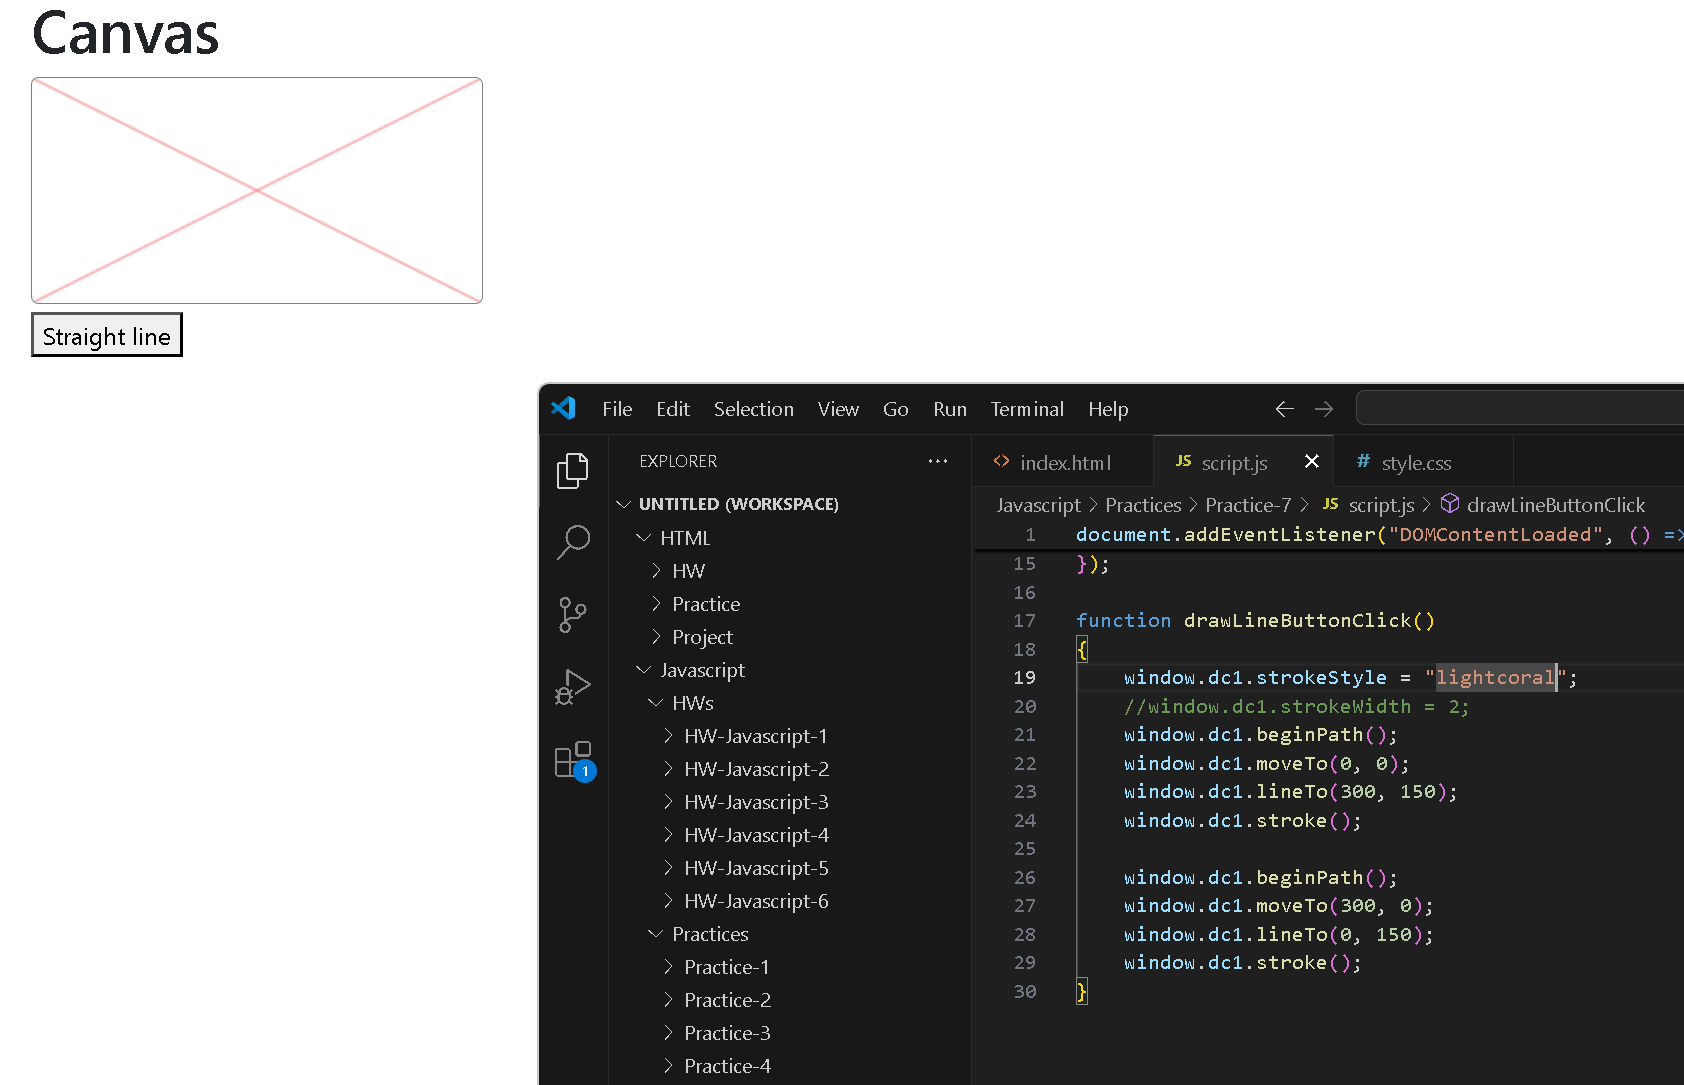 Canvas
Straight line
File Edit Selection View Go Run Terminal Help
EXPLORER
index.html
JS script.js
# style.css
UNTITLED (WORKSPACE)
HTML
HW
Practice
Project
Javascript
HWs
HW-Javascript-1
HW-Javascript-2
HW-Javascript-3
HW-Javascript-4
HW-Javascript-5
HW-Javascript-6
Practices
Practice-1
Practice-2
Practice-3
Practice-4
1
Javascript > Practices > Practice-7 > JS script.js > drawLineButtonClick
1 document.addEventListener("DOMContentLoaded", () =>
15 });
16
17 function drawLineButtonClick()
18 {
19 window.dc1.strokeStyle = "lightcoral";
20 //window.dc1.strokeWidth = 2;
21 window.dc1.beginPath();
22 window.dc1.moveTo(0, 0);
23 window.dc1.lineTo(300, 150);
24 window.dc1.stroke();
25
26 window.dc1.beginPath();
27 window.dc1.moveTo(300, 0);
28 window.dc1.lineTo(0, 150);
29 window.dc1.stroke();
30 }